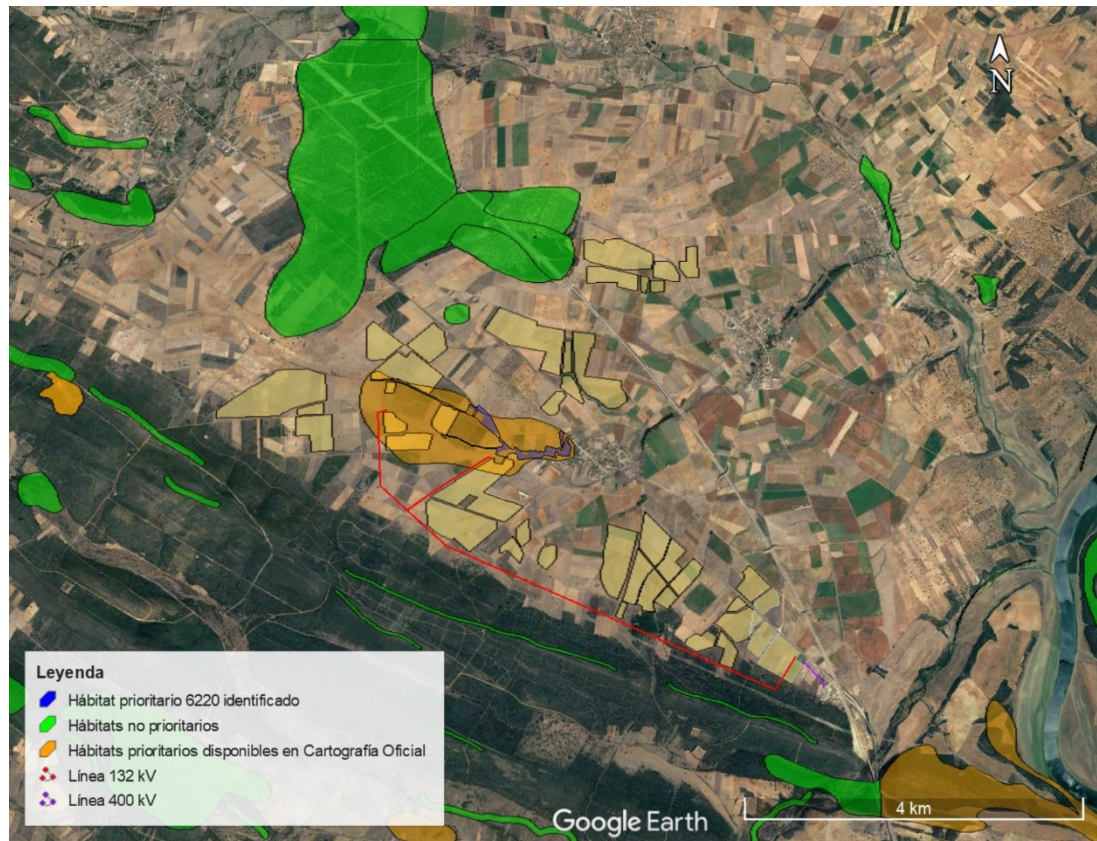 N
Leyenda
Hábitat prioritario 6220 identificado
Hábitats no prioritarios
Hábitats prioritarios disponibles en Cartografía Oficial
Línea 132 kV
Línea 400 kV
Google Earth
4 km